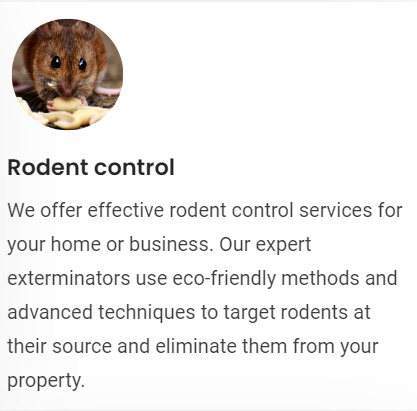 Rodent control
We offer effective rodent control services for
your home or business. Our expert
exterminators use eco-friendly methods and
advanced techniques to target rodents at
their source and eliminate them from your
property.